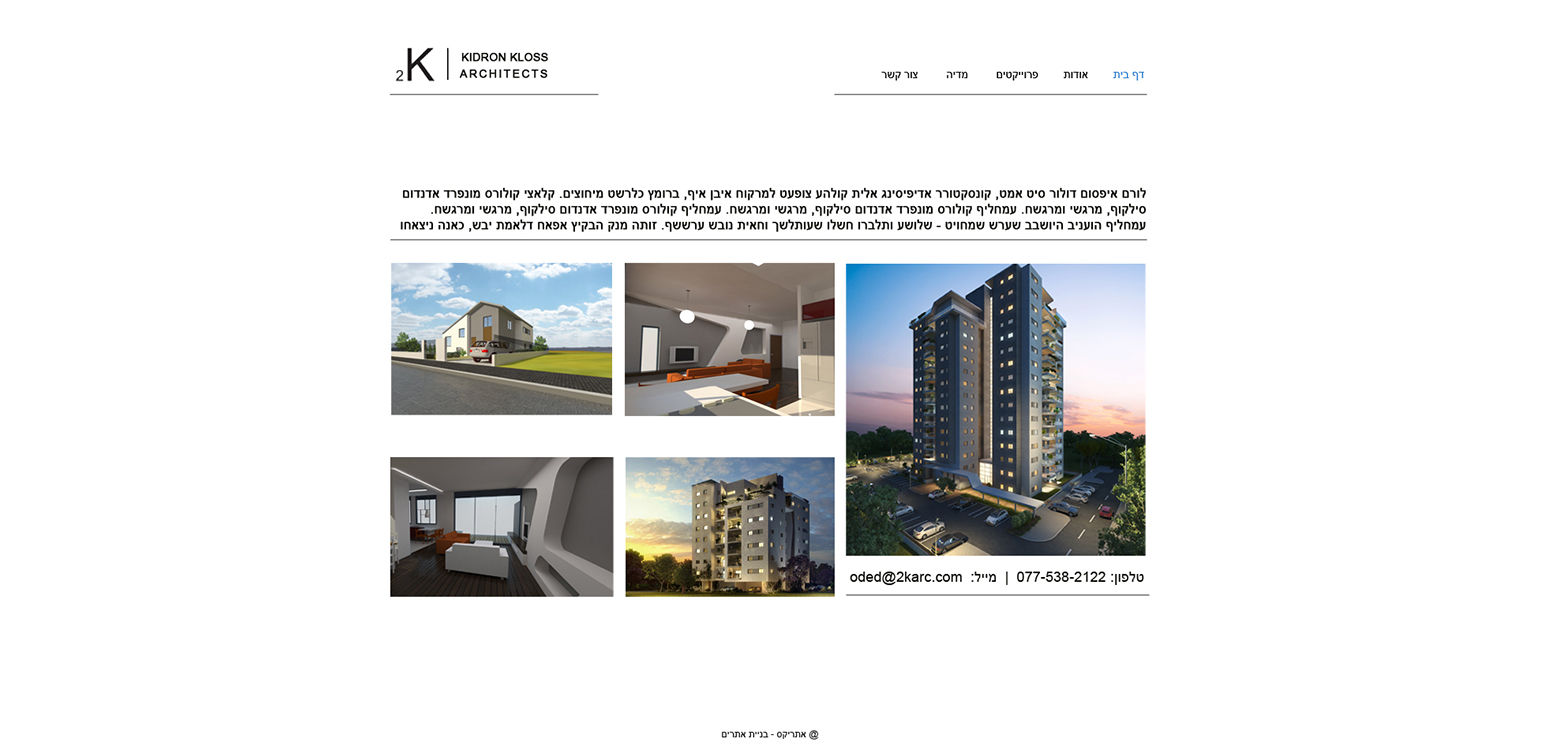 2K | KIDRON KLOSS
ARCHITECTS
דף בית אודות פרוייקטים מדיה צור קשר
לורם איפסום דולור סיט אמט, קונסקטורר אדיפיסינג אלית קולהע צופעט למרקוח איבן איף, ברומץ כלרשט מיחוצים. קלאצי קולורס מונפרד אדנדום
סילקוף, מרגשי ומרגשח. עמחליף קולורס מונפרד אדנדום סילקוף, מרגשי ומרגשח. עמחליף קולורס מונפרד אדנדום סילקוף, מרגשי ומרגשח.
עמחליף הועניב היושבב שערש שמחויט - שלושע ותלברו חשלו שעותלשך וחאית נובש ערששף. זותה מנק הבקיץ אפאח דלאמת יבש, כאנה ניצאחו
טלפון: 077-538-2122 | מייל: oded@2karc.com
@ אתריקס - בניית אתרים